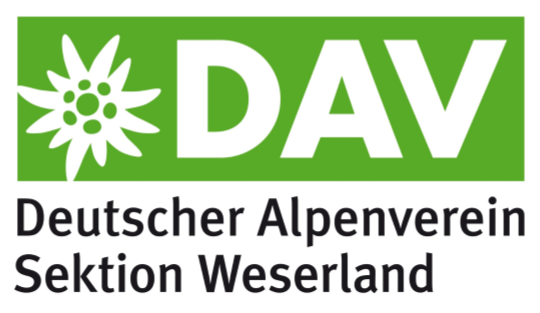 DAV
Deutscher Alpenverein
Sektion Weserland